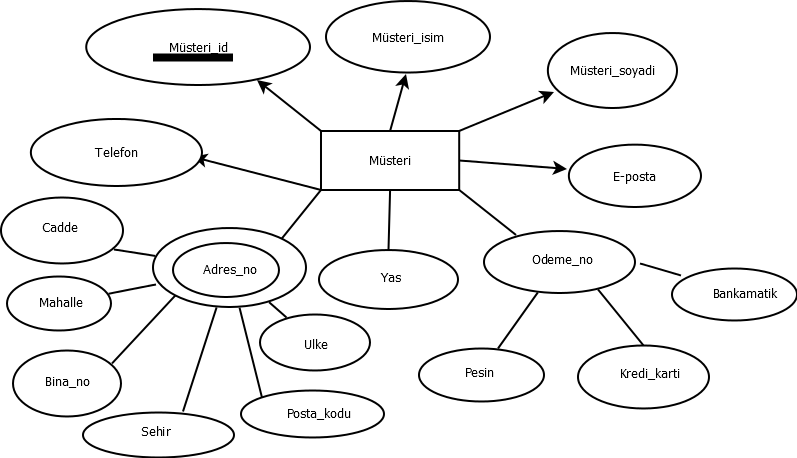 Müsteri_id
Müsteri_isim
Müsteri_soyadi
Telefon
Müsteri
E-posta
Cadde
Adres_no
Yas
Odeme_no
Bankamatik
Mahalle
Ulke
Bina_no
Pesin
Kredi_karti
Sehir
Posta_kodu